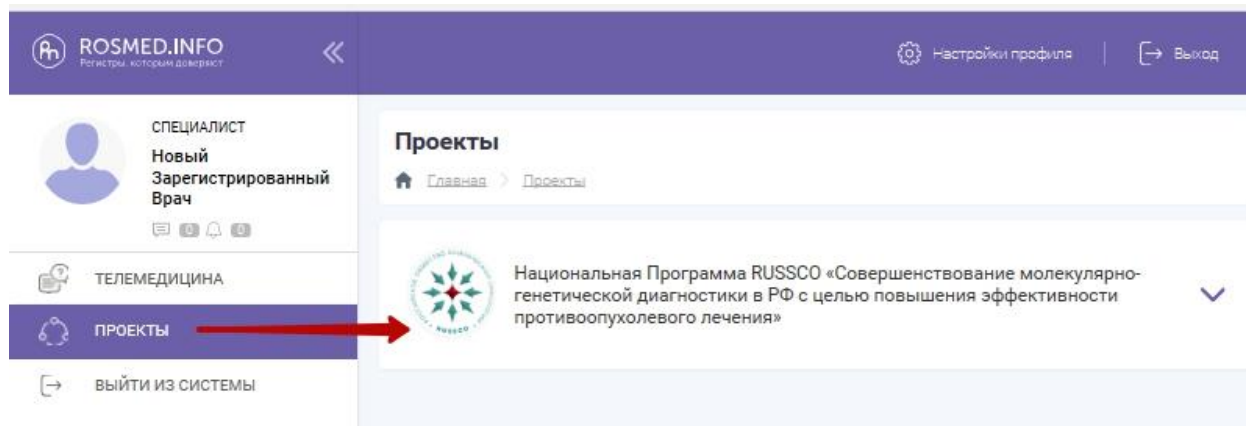 ROSMED.INFO
Регистры, которым доверяют
Настройки профиля
Выход
СПЕЦИАЛИСТ
Новый
Зарегистрированный
Врач
0 0
Проекты
Главная > Проекты
ТЕЛЕМЕДИЦИНА
ПРОЕКТЫ
ВЫЙТИ ИЗ СИСТЕМЫ
Национальная Программа RUSSCO «Совершенствование молекулярно-
генетической диагностики в РФ с целью повышения эффективности
противоопухолевого лечения»
RUSSCO